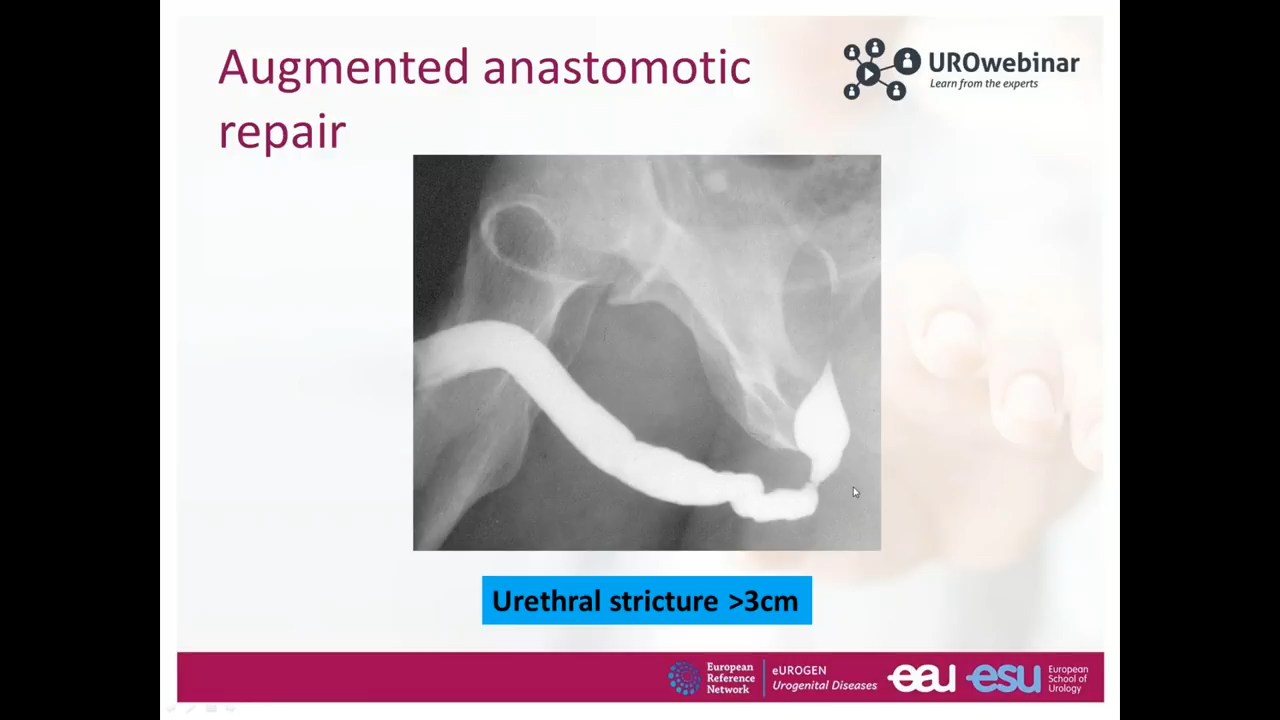 Augmented anastomotic
repair
UROwebinar
Learn from the experts
Urethral stricture >3cm
European
Reference
Network
eUROGEN
Urogenital Diseases
eau
esu
European
School of
Urology